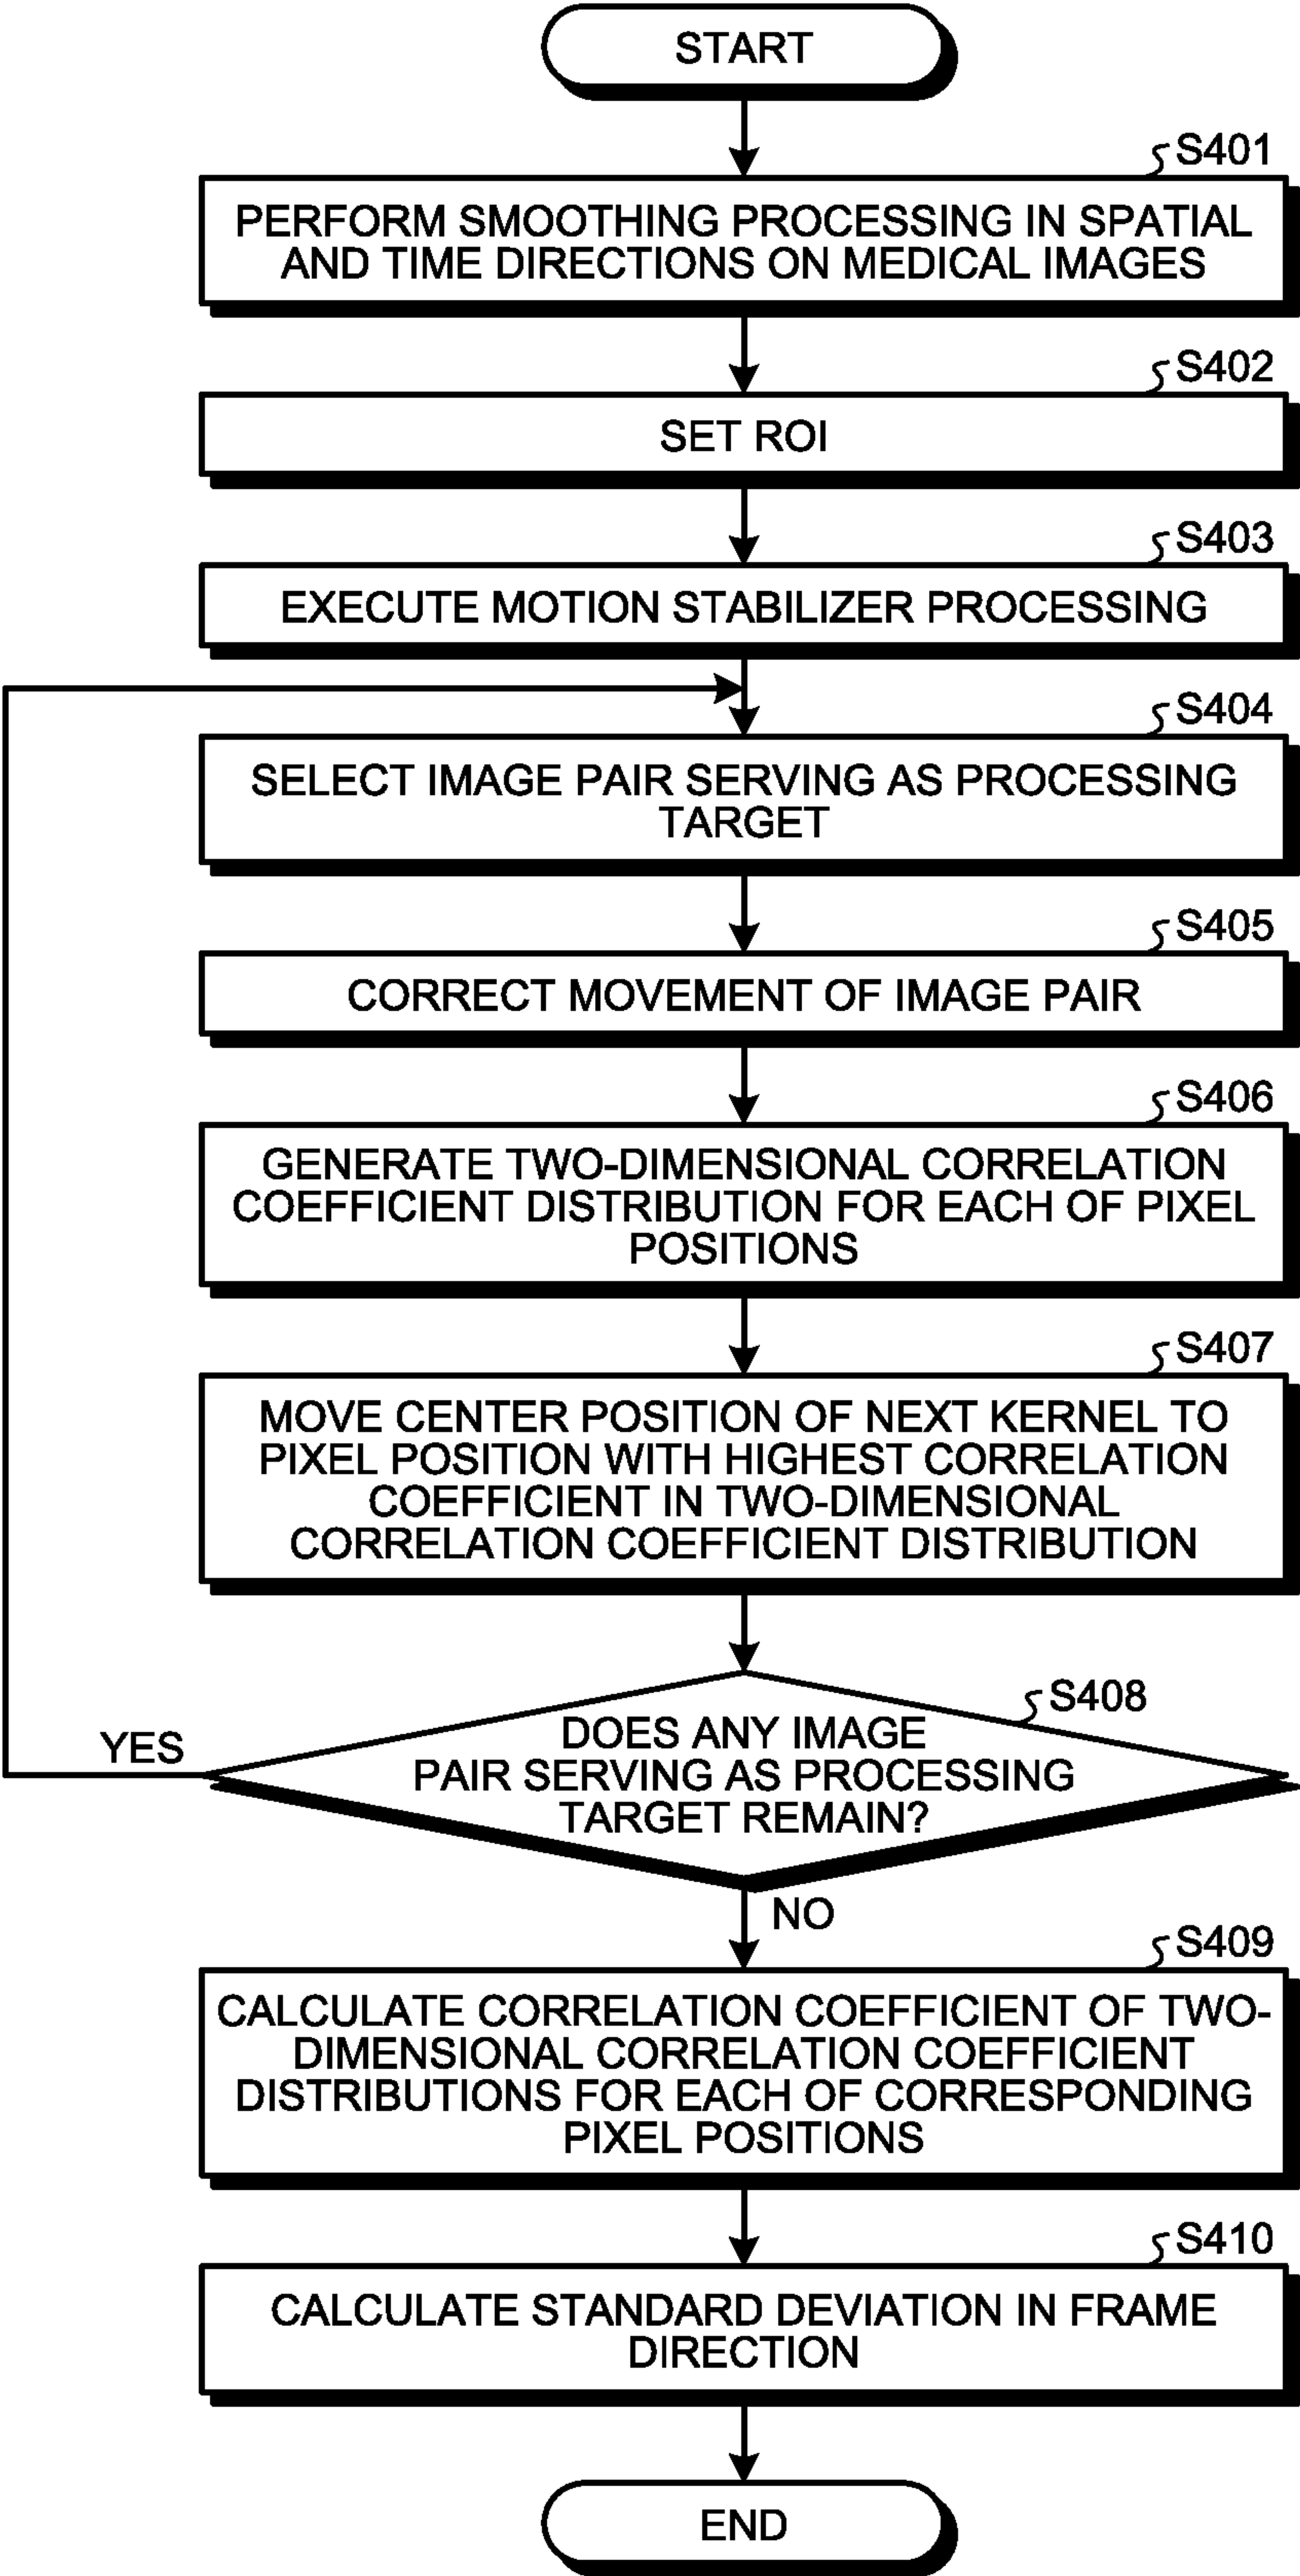 START
S401
PERFORM SMOOTHING PROCESSING IN SPATIAL
AND TIME DIRECTIONS ON MEDICAL IMAGES
S402
SET ROI
S403
EXECUTE MOTION STABILIZER PROCESSING
S404
SELECT IMAGE PAIR SERVING AS PROCESSING
TARGET
S405
CORRECT MOVEMENT OF IMAGE PAIR
S406
GENERATE TWO-DIMENSIONAL CORRELATION
COEFFICIENT DISTRIBUTION FOR EACH OF PIXEL
POSITIONS
S407
MOVE CENTER POSITION OF NEXT KERNEL TO
PIXEL POSITION WITH HIGHEST CORRELATION
COEFFICIENT IN TWO-DIMENSIONAL
CORRELATION COEFFICIENT DISTRIBUTION
S408
DOES ANY IMAGE
PAIR SERVING AS PROCESSING
TARGET REMAIN?
YES
NO
S409
CALCULATE CORRELATION COEFFICIENT OF TWO-
DIMENSIONAL CORRELATION COEFFICIENT
DISTRIBUTIONS FOR EACH OF CORRESPONDING
PIXEL POSITIONS
S410
CALCULATE STANDARD DEVIATION IN FRAME
DIRECTION
END